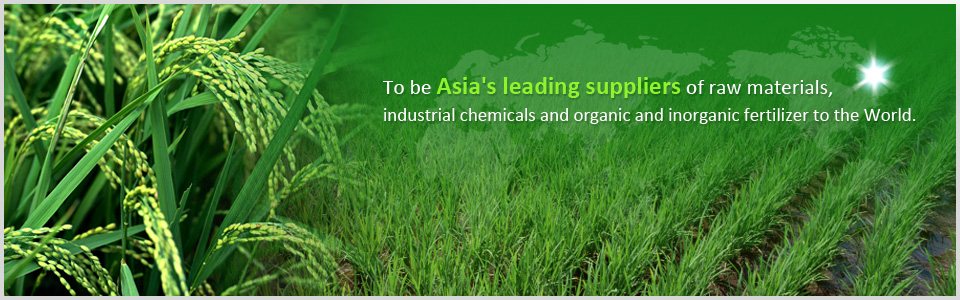 To be Asia's leading suppliers of raw materials,
industrial chemicals and organic and inorganic fertilizer to the World.